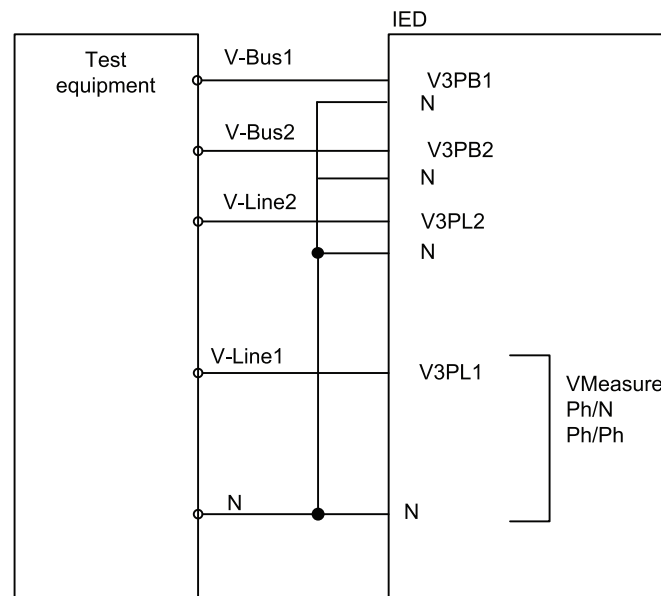 IED
Test
equipment
V-Bus1
V3PB1
N
V-Bus2
V3PB2
N
V-Line2
V3PL2
N
V-Line1
V3PL1
VMeasure
Ph/N
Ph/Ph
N
N